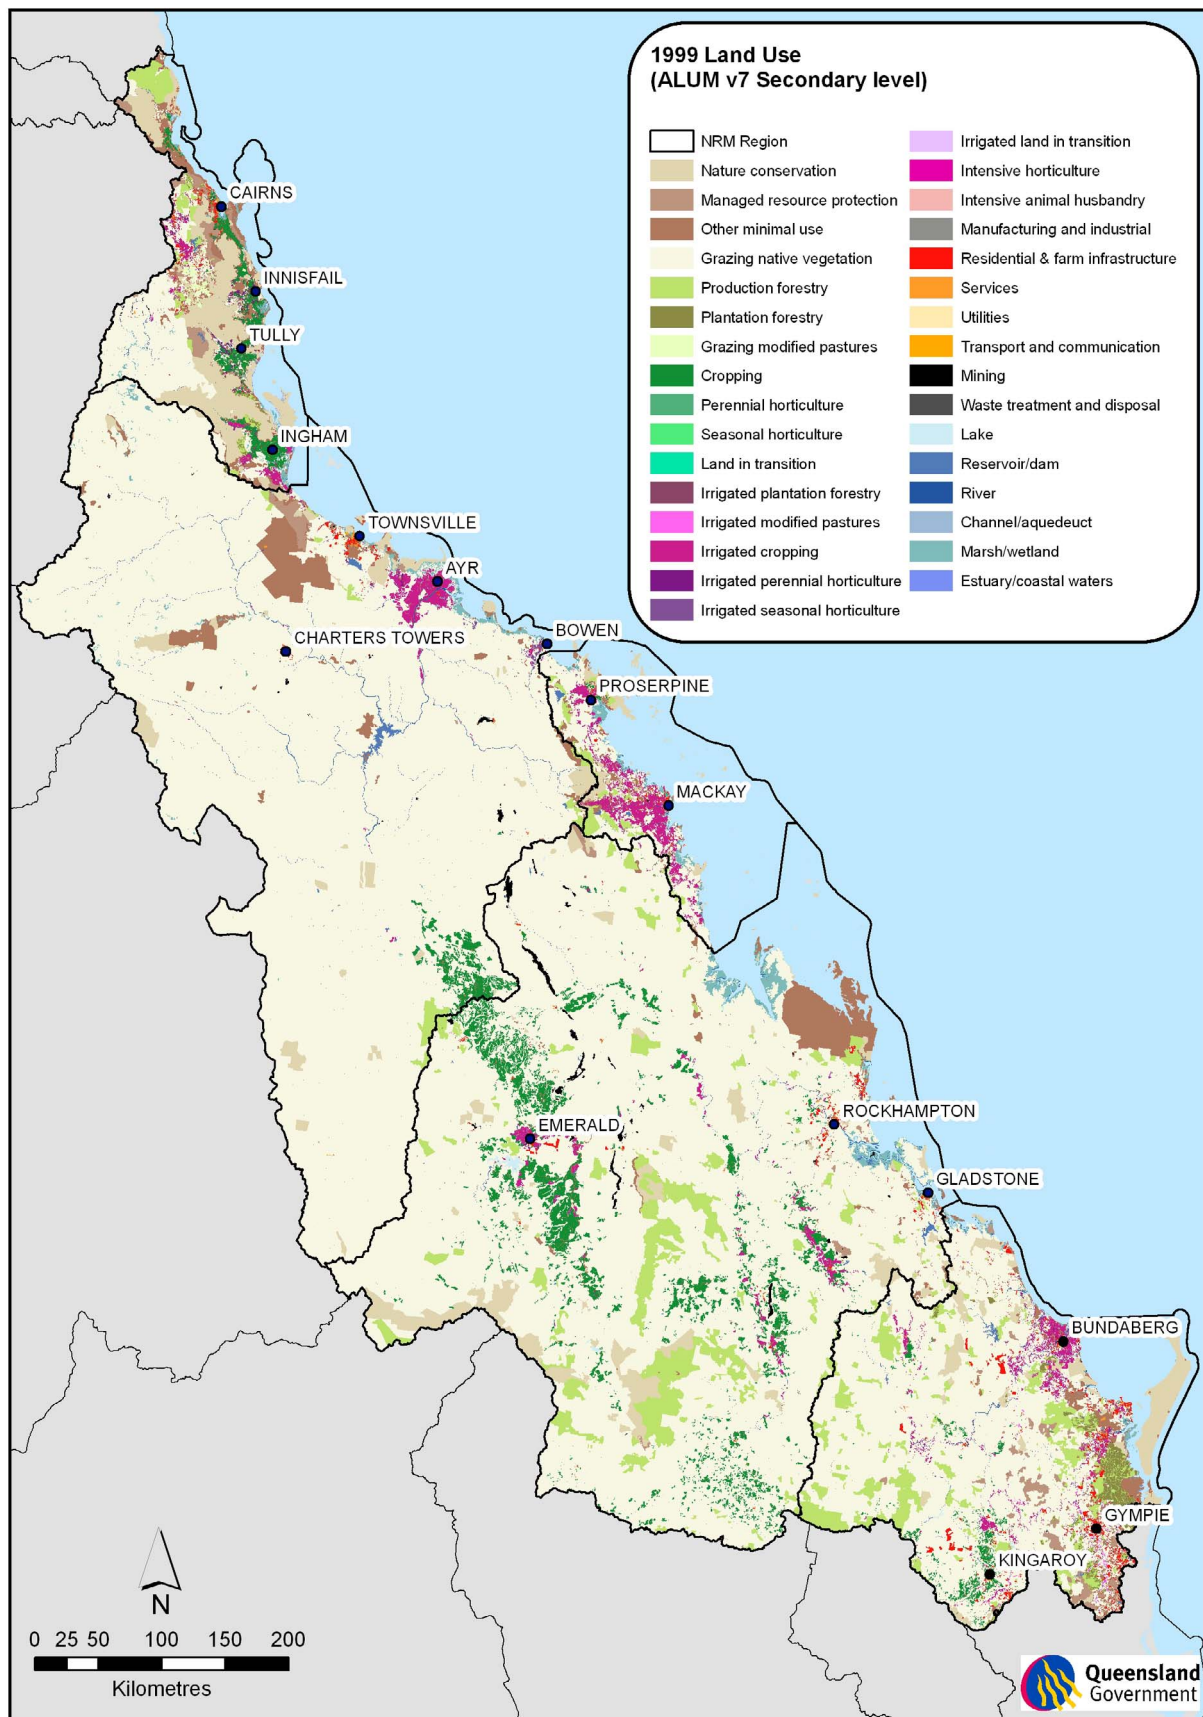 1999 Land Use
(ALUM v7 Secondary level)
NRM Region
Nature conservation
Managed resource protection
Other minimal use
Grazing native vegetation
Production forestry
Plantation forestry
Grazing modified pastures
Cropping
Perennial horticulture
Seasonal horticulture
Land in transition
Irrigated plantation forestry
Irrigated modified pastures
Irrigated cropping
Irrigated perennial horticulture
Irrigated seasonal horticulture
Irrigated land in transition
Intensive horticulture
Intensive animal husbandry
Manufacturing and industrial
Residential & farm infrastructure
Services
Utilities
Transport and communication
Mining
Waste treatment and disposal
Lake
Reservoir/dam
River
Channel/aquedeuct
Marsh/wetland
Estuary/coastal waters
CAIRNS
INNISFAIL
TULLY
INGHAM
TOWNSVILLE
AYR
BOWEN
CHARTERS TOWERS
PROSERPINE
MACKAY
ROCKHAMPTON
EMERALD
GLADSTONE
BUNDABERG
GYMPIE
KINGAROY
N
0 25 50 100 150 200
Kilometres
Queensland
Government